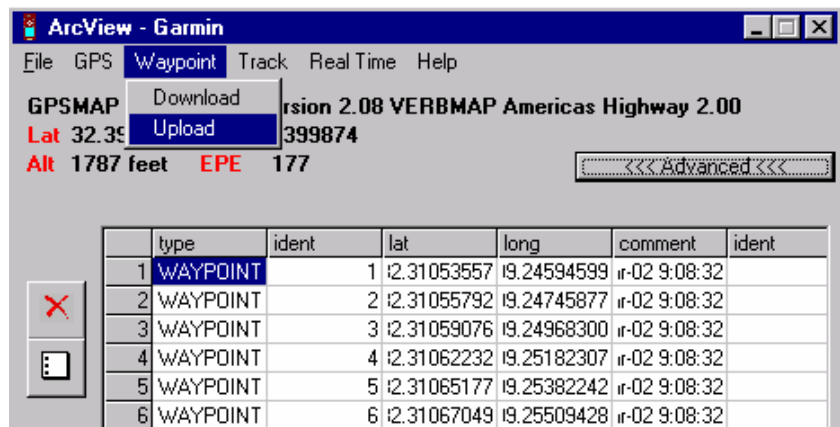 ArcView - Garmin
File GPS Waypoint Track Real Time Help
Download
Upload
GPSMAP rsion 2.08 VERBMAP Americas Highway 2.00
Lat 32.39 399874
Alt 1787 feet EPE 177
<<< Advanced <<<
type ident lat long comment ident
1 WAYPOINT 1 2.31053557 9.24594599 r-02 9:08:32
2 WAYPOINT 2 2.31055792 9.24745877 r-02 9:08:32
3 WAYPOINT 3 2.31059076 9.24968300 r-02 9:08:32
4 WAYPOINT 4 2.31062232 9.25182307 r-02 9:08:32
5 WAYPOINT 5 2.31065177 9.25382242 r-02 9:08:32
6 WAYPOINT 6 2.31067049 9.25509428 r-02 9:08:32